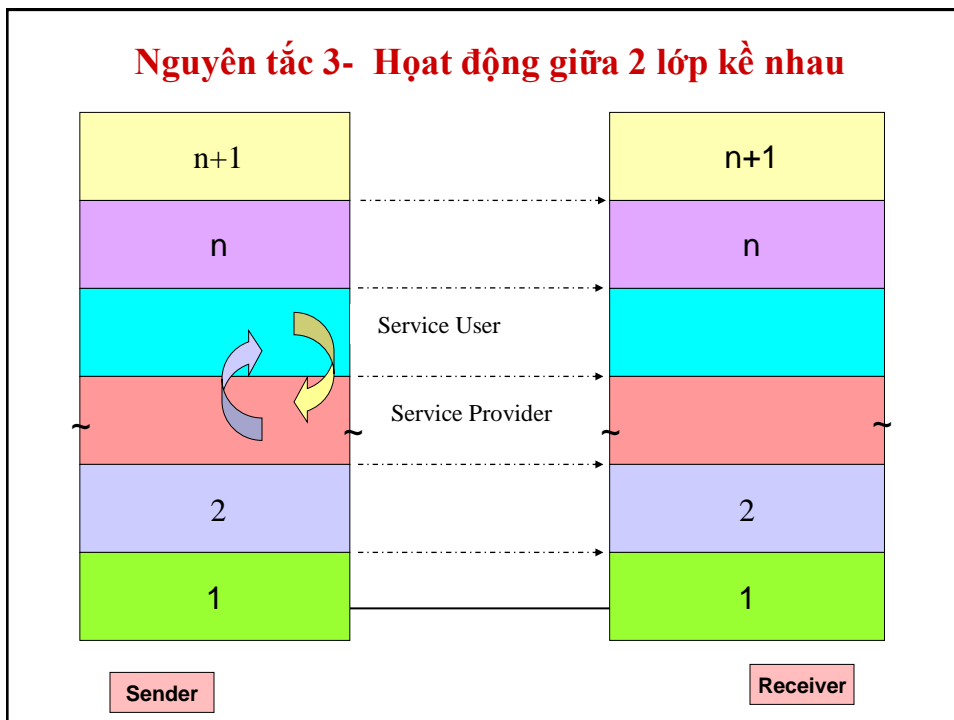 Nguyên tắc 3- Họat động giữa 2 lớp kề nhau
n+1
n+1
n
n
Service User
Service Provider
~
~
~
~
2
2
1
1
Sender
Receiver